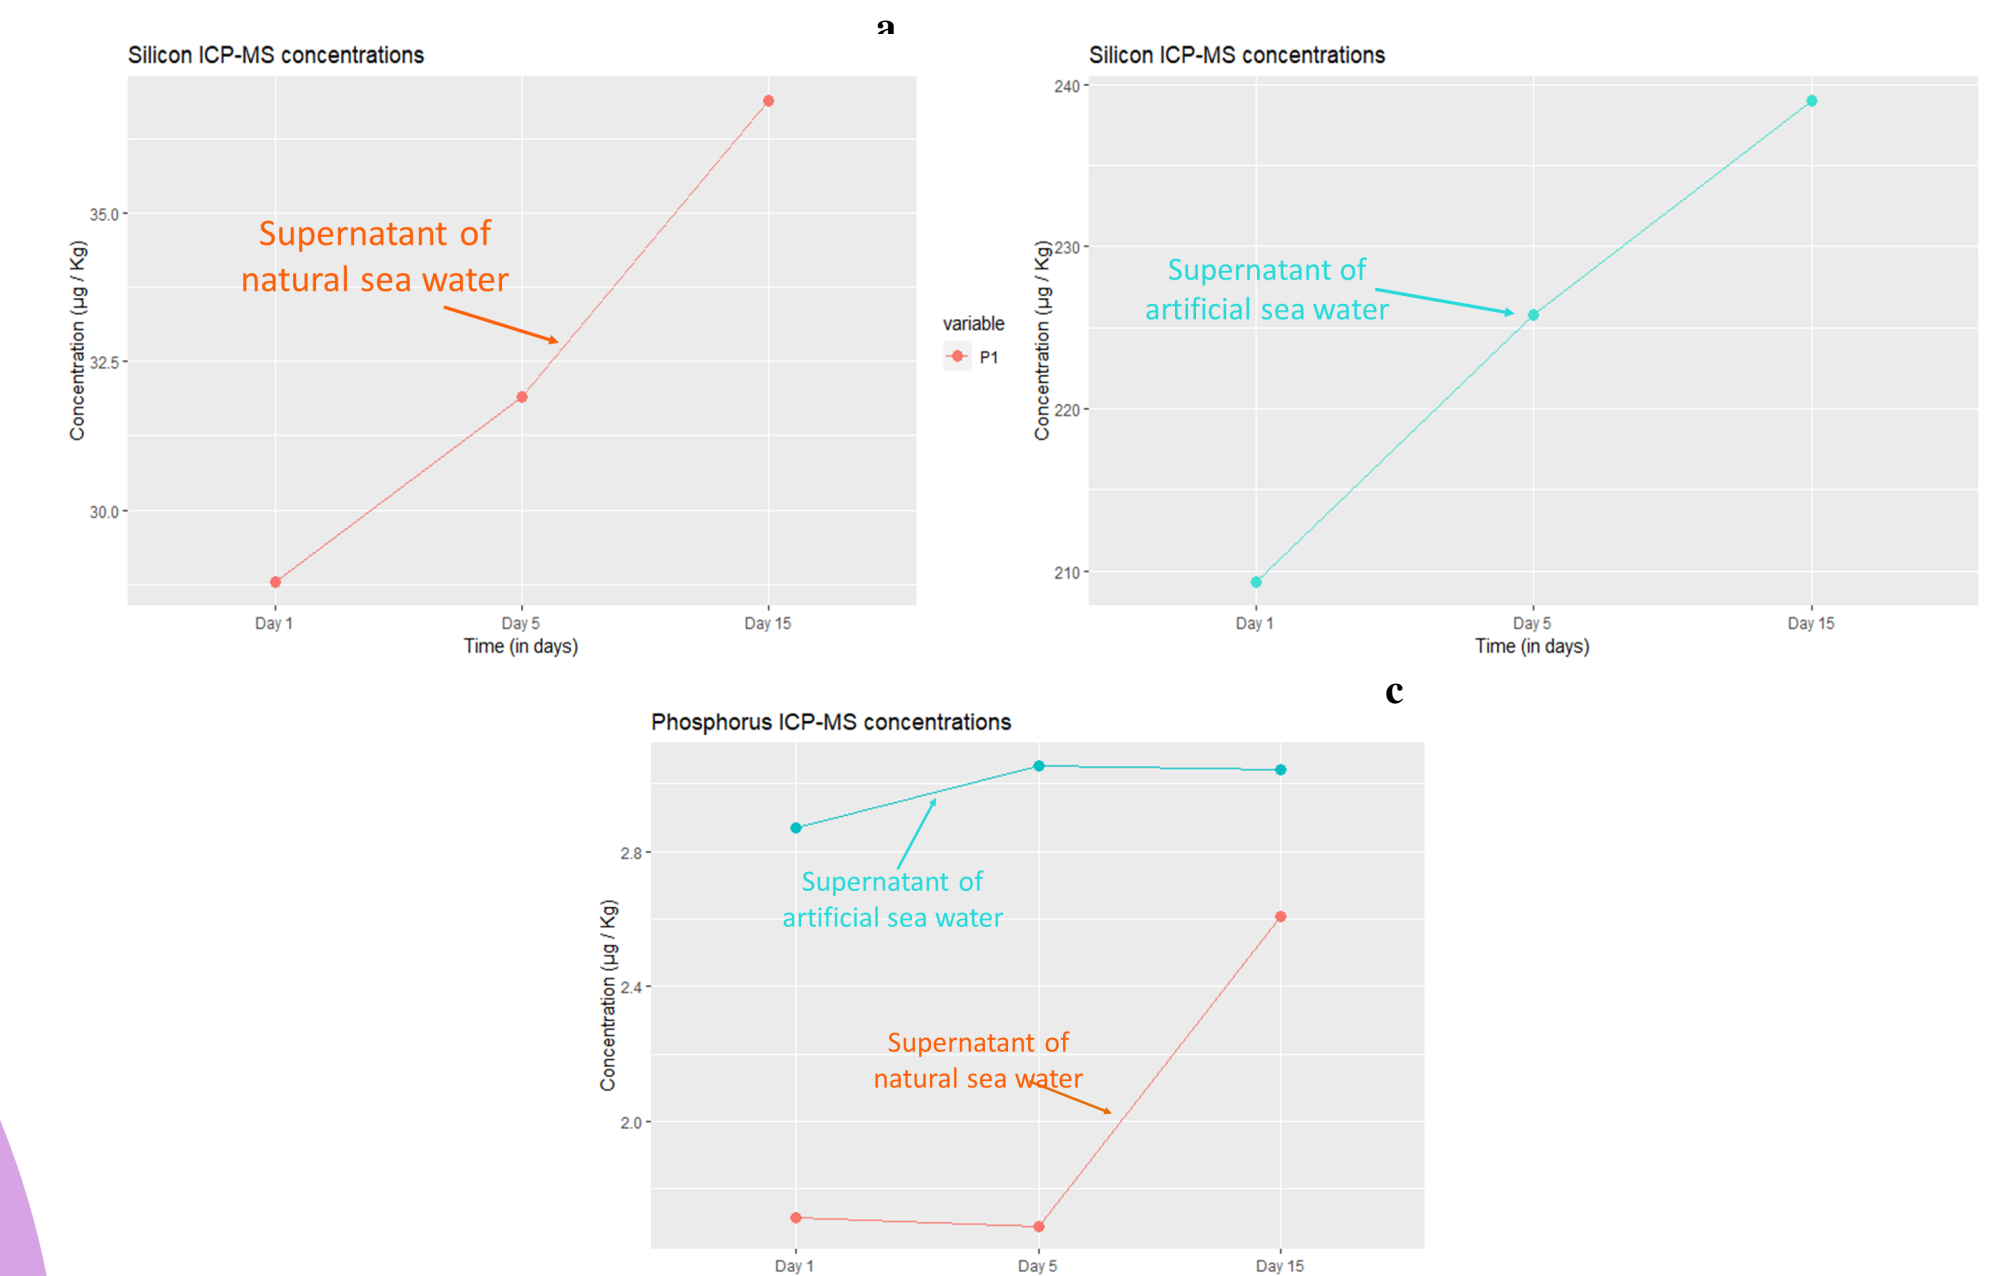 a
Silicon ICP-MS concentrations
35.0
32.5
30.0
Concentration (µg / Kg)
Supernatant of
natural sea water
Day 1
Day 5
Day 15
Time (in days)
variable
P1
Silicon ICP-MS concentrations
240
230
220
210
Concentration (µg / Kg)
Supernatant of
artificial sea water
Day 1
Day 5
Day 15
Time (in days)
c
Phosphorus ICP-MS concentrations
2.8
2.4
2.0
Concentration (µg / Kg)
Supernatant of
artificial sea water
Supernatant of
natural sea water
Day 1
Day 5
Day 15